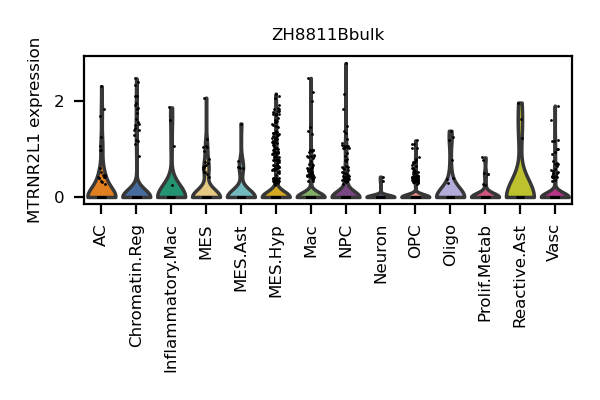 ZH8811Bbulk
MTRNR2L1 expression
2
0
AC
Chromatin.Reg
Inflammatory.Mac
MES
MES.Ast
MES.Hyp
Mac
NPC
Neuron
OPC
Oligo
Prolif.Metab
Reactive.Ast
Vasc